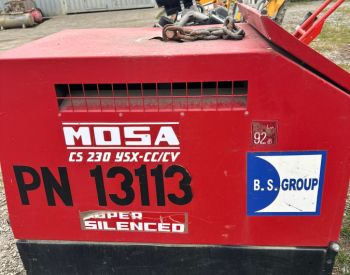 MOSA
CS 230 YSX-CC/CV
92
PN 13113
B.S.GROUP
SUPER
SILENCED